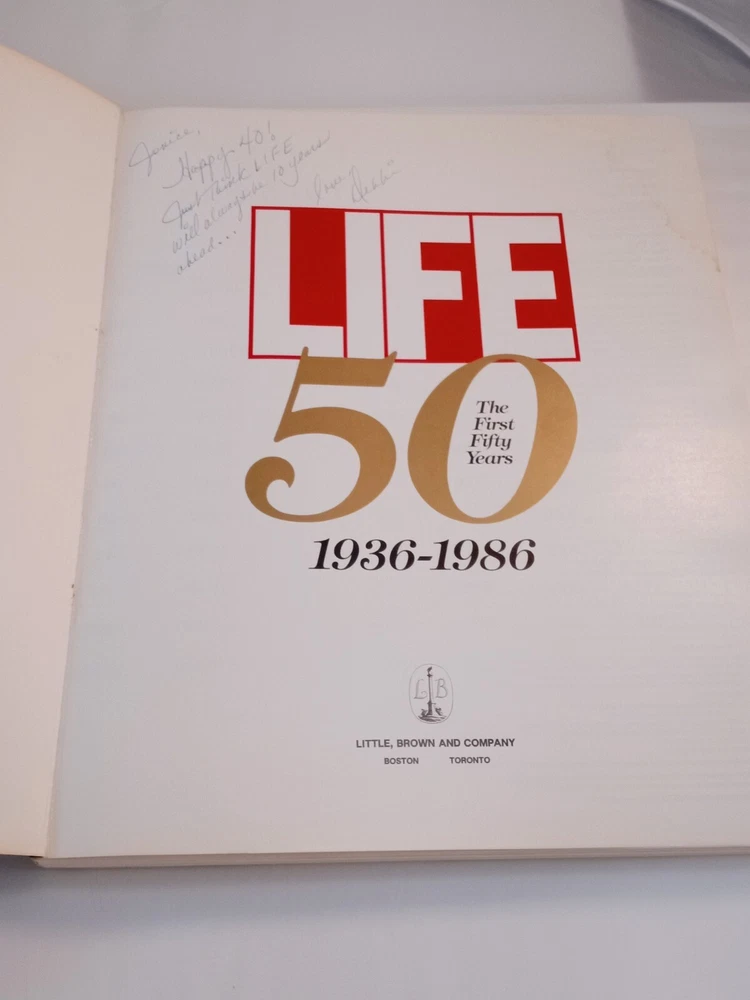 Janice,
Happy 40!
Just think LIFE
will always be 10 years
ahead...
Love, Debbi
LIFE
50
The
First
Fifty
Years
1936-1986
L B
LITTLE, BROWN AND COMPANY
BOSTON TORONTO